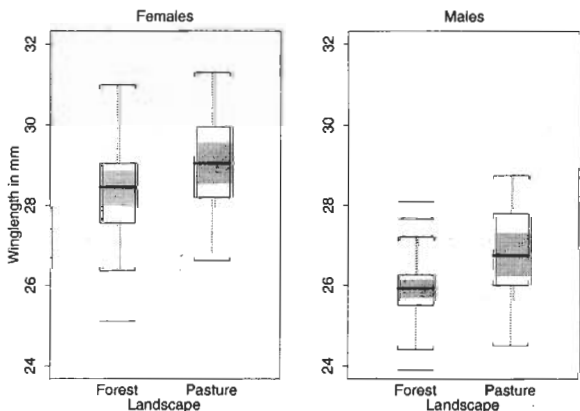 Females
Males
Winglength in mm
32
30
28
26
24
32
30
28
26
24
Forest
Pasture
Landscape
Forest
Pasture
Landscape